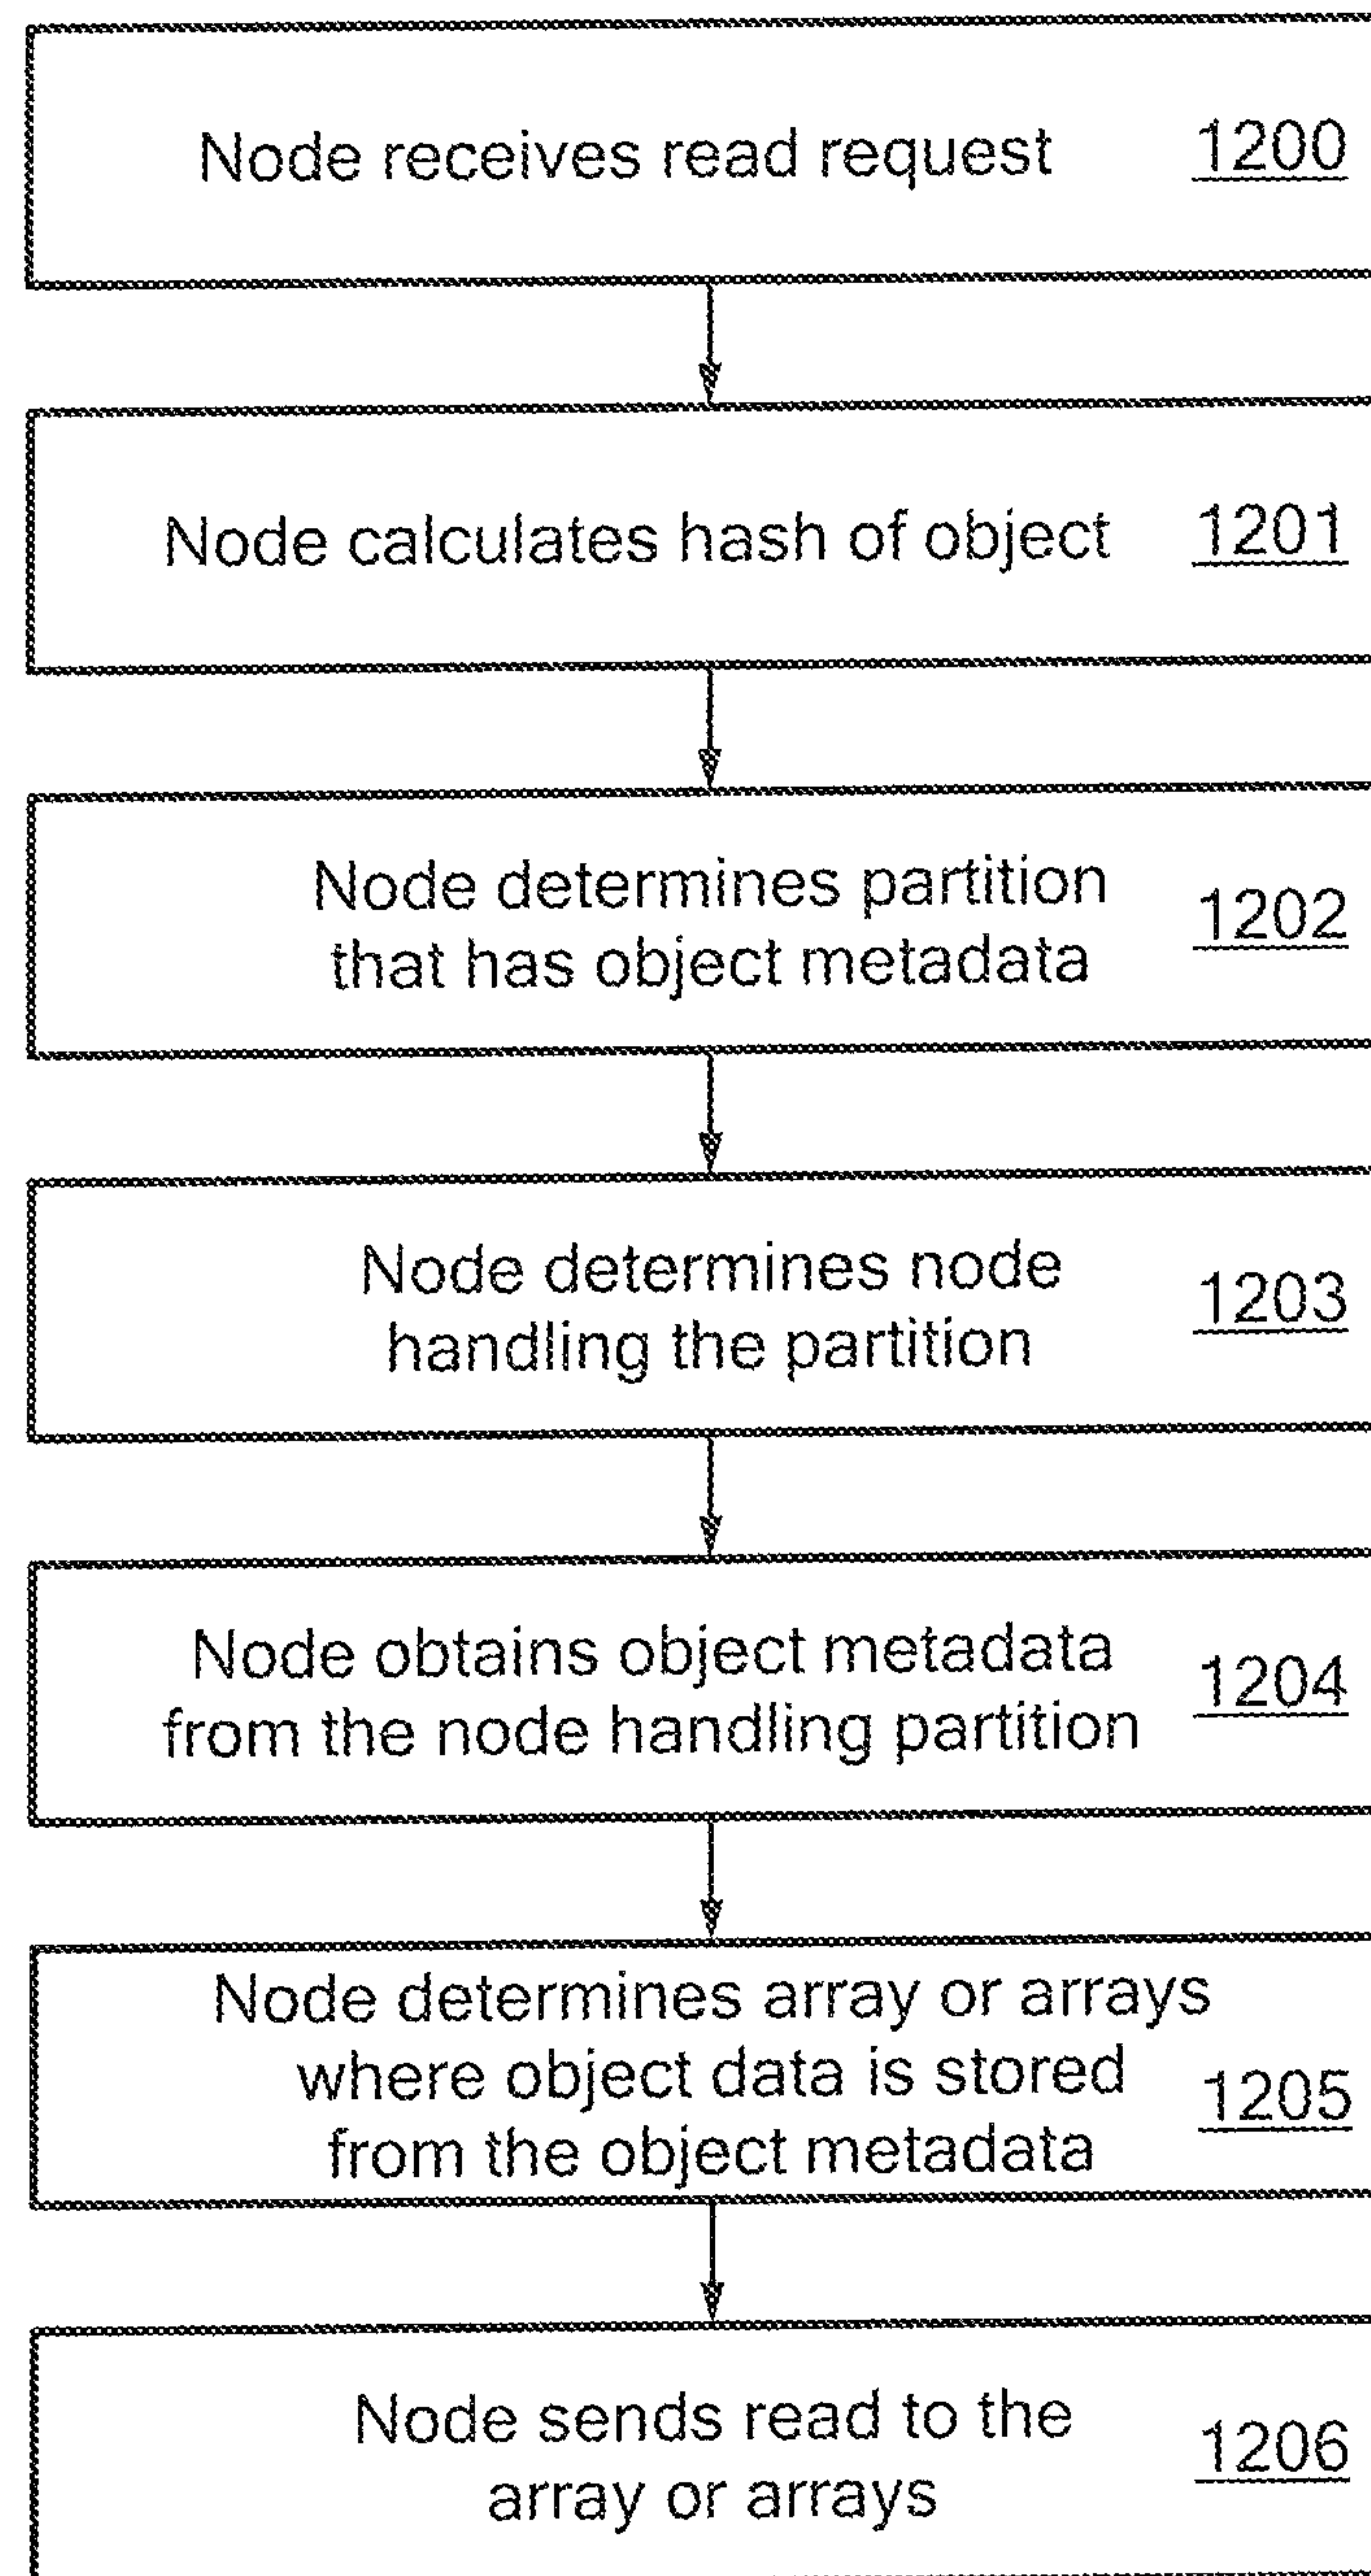 Node receives read request 1200
Node calculates hash of object 1201
Node determines partition
that has object metadata 1202
Node determines node
handling the partition 1203
Node obtains object metadata
from the node handling partition 1204
Node determines array or arrays
where object data is stored
from the object metadata 1205
Node sends read to the
array or arrays 1206